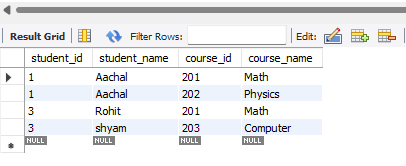 Result Grid Filter Rows: Edit:
student_id student_name course_id course_name
1 Aachal 201 Math
1 Aachal 202 Physics
3 Rohit 201 Math
3 shyam 203 Computer
NULL NULL NULL NULL